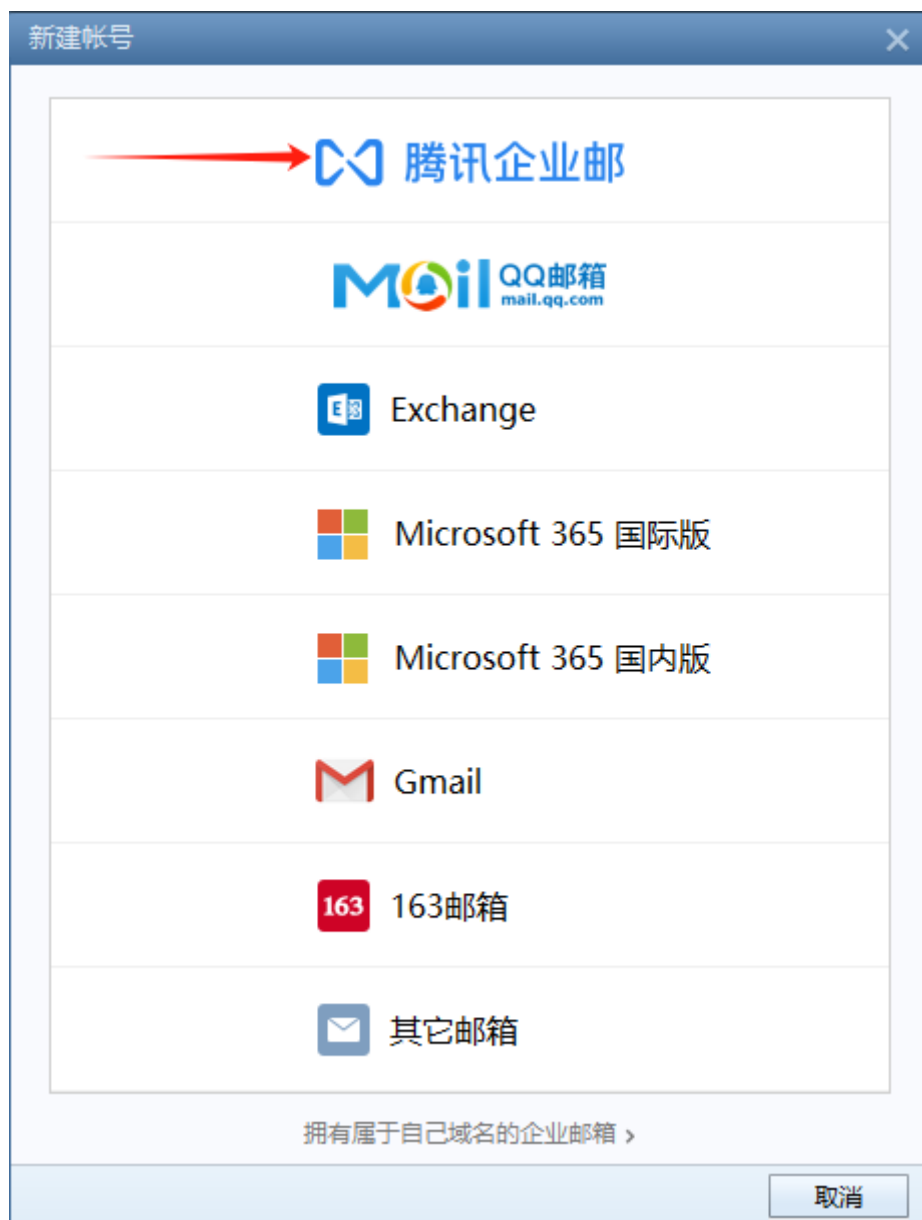 新建帐号
腾讯企业邮
Mail QQ邮箱
mail.qq.com
Exchange
Microsoft 365 国际版
Microsoft 365 国内版
Gmail
163 163邮箱
其它邮箱
拥有属于自己域名的企业邮箱 >
取消